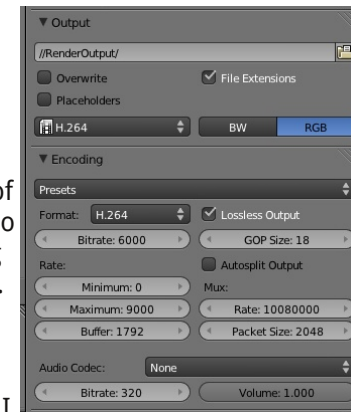 Output
//RenderOutput/
Overwrite File Extensions
Placeholders
H.264 BW RGB
Encoding
Presets
Format: H.264 Lossless Output
Bitrate: 6000 GOP Size: 18
Rate: Autosplit Output
Minimum: 0 Mux:
Maximum: 9000 Rate: 10080000
Buffer: 1792 Packet Size: 2048
Audio Codec: None
Bitrate: 320 Volume: 1.000
of